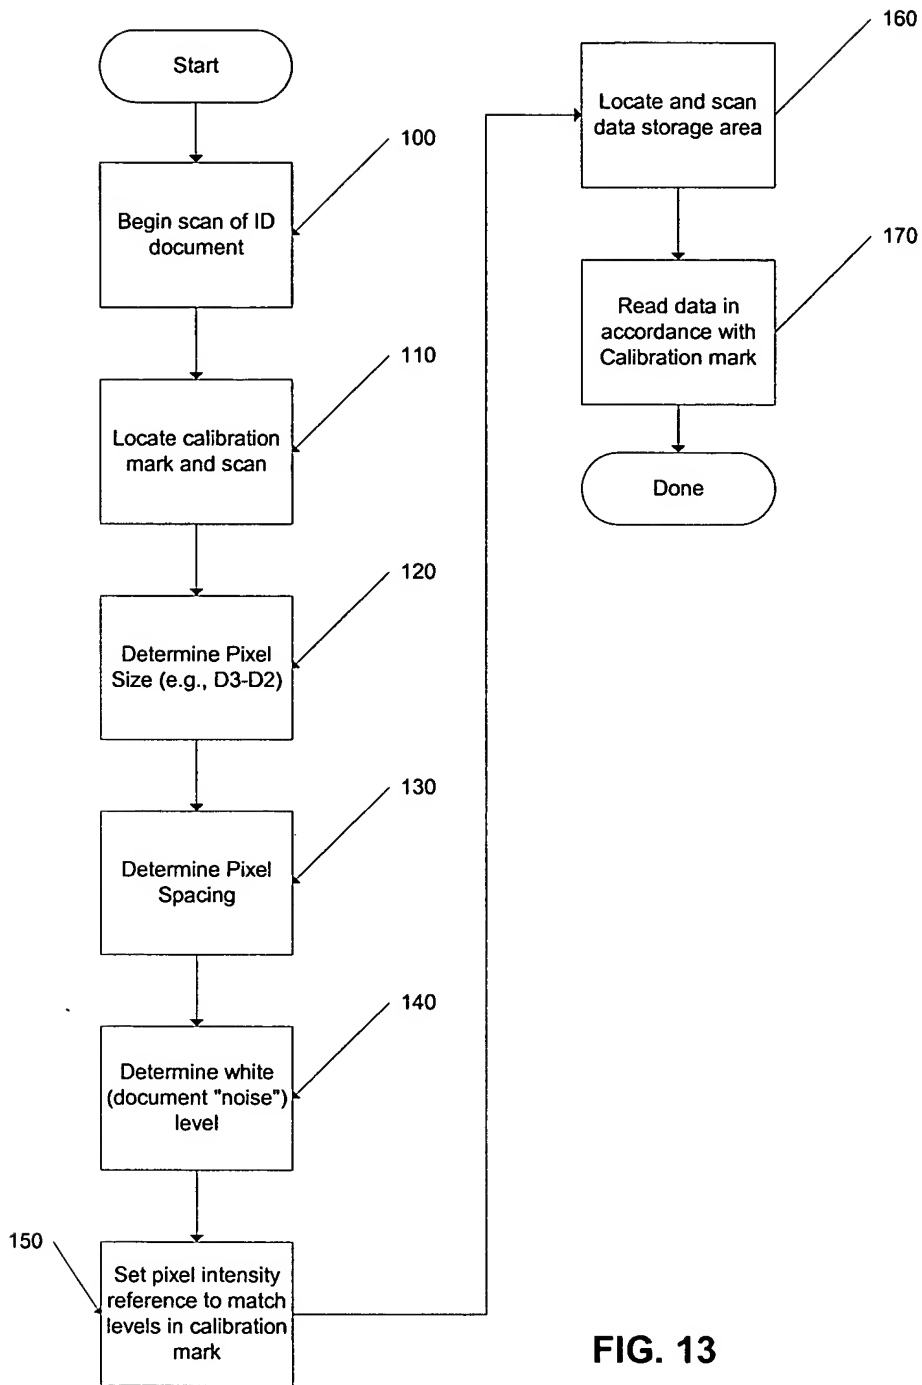 Start
100
Begin scan of ID
document
110
Locate calibration
mark and scan
120
Determine Pixel
Size (e.g., D3-D2)
130
Determine Pixel
Spacing
140
Determine white
(document "noise")
level
150
Set pixel intensity
reference to match
levels in calibration
mark
160
Locate and scan
data storage area
170
Read data in
accordance with
Calibration mark
Done
FIG. 13